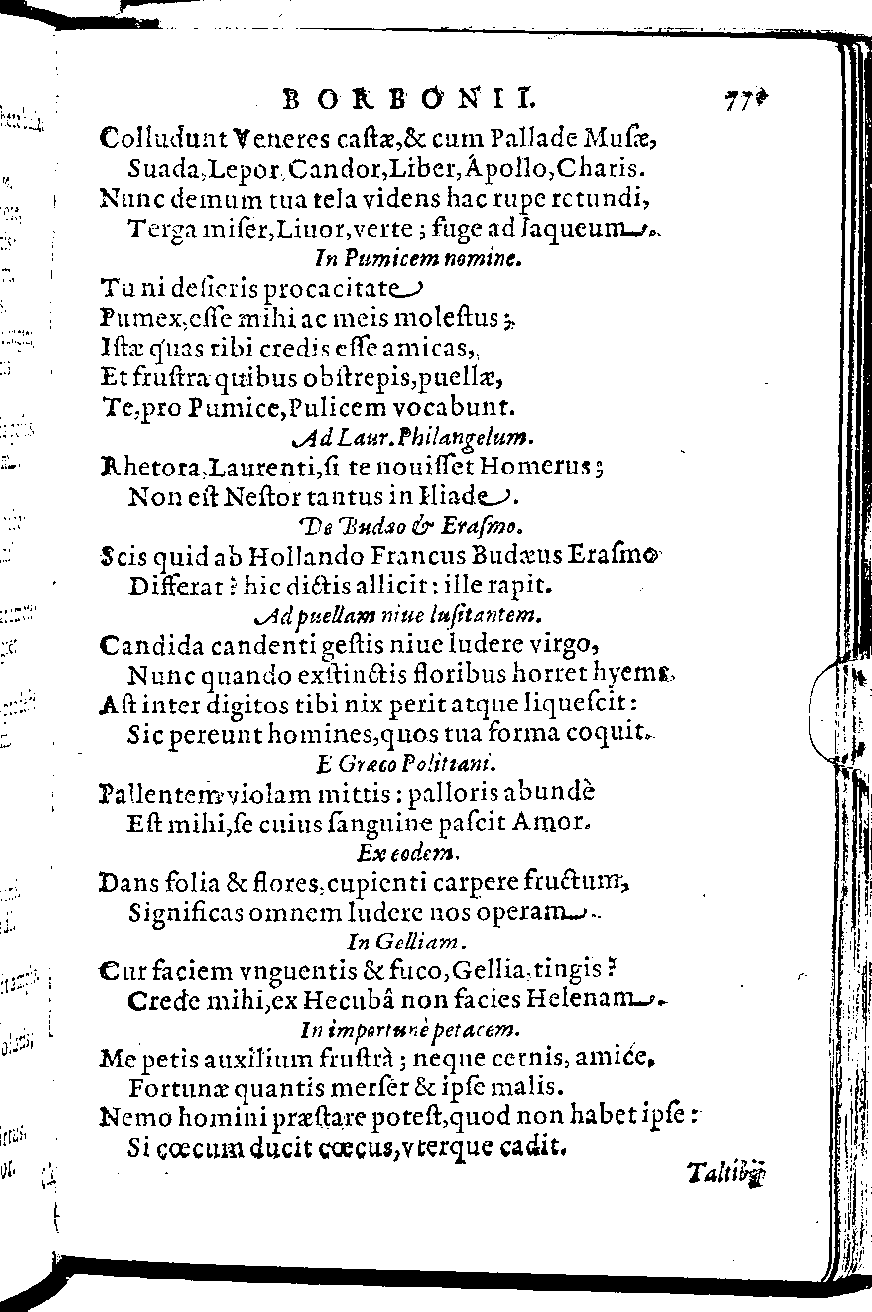 BORBONII. 77
Colludunt Veneres castæ,& cum Pallade Musæ,
Suada,Lepor,Candor,Liber,Apollo,Charis.
Nunc demum tua tela videns hac rupe retundi,
Terga miser,Liuor,verte ; fuge ad laqueum.
In Pumicem nomine.
Tu ni desieris procacitate
Pumex,esse mihi ac meis molestus ;
Istæ quas tibi credis esse amicas,
Et frustra quibus obstrepis,puellæ,
Te,pro Pumice,Pulicem vocabunt.
Ad Laur.Philangelum.
Rhetora,Laurenti,si te nouisset Homerus ;
Non est Nestor tantus in Iliade.
De Budæo & Erasmo.
Scis quid ab Hollando Francus Budæus Erasmo
Differat ? hic dictis allicit : ille rapit.
Ad puellam niue lusitantem.
Candida candenti gestis niue ludere virgo,
Nunc quando exstinctis floribus horret hyems,
Ast inter digitos tibi nix perit atque liquescit :
Sic pereunt homines,quos tua forma coquit.
E Græco Politiani.
Pallentem violam mittis : palloris abundè
Est mihi,se cuius sanguine pascit Amor.
Ex eodem.
Dans folia & flores,cupienti carpere fructum,
Significas omnem ludere nos operam.
In Gelliam.
Cur faciem vnguentis & fuco,Gellia,tingis ?
Crede mihi,ex Hecubâ non facies Helenam.
In importunè petacem.
Me petis auxilium frustrà ; neque cernis, amice,
Fortunæ quantis merser & ipse malis.
Nemo homini præstare potest,quod non habet ipse :
Si cœcum ducit cœcus,vterque cadit.